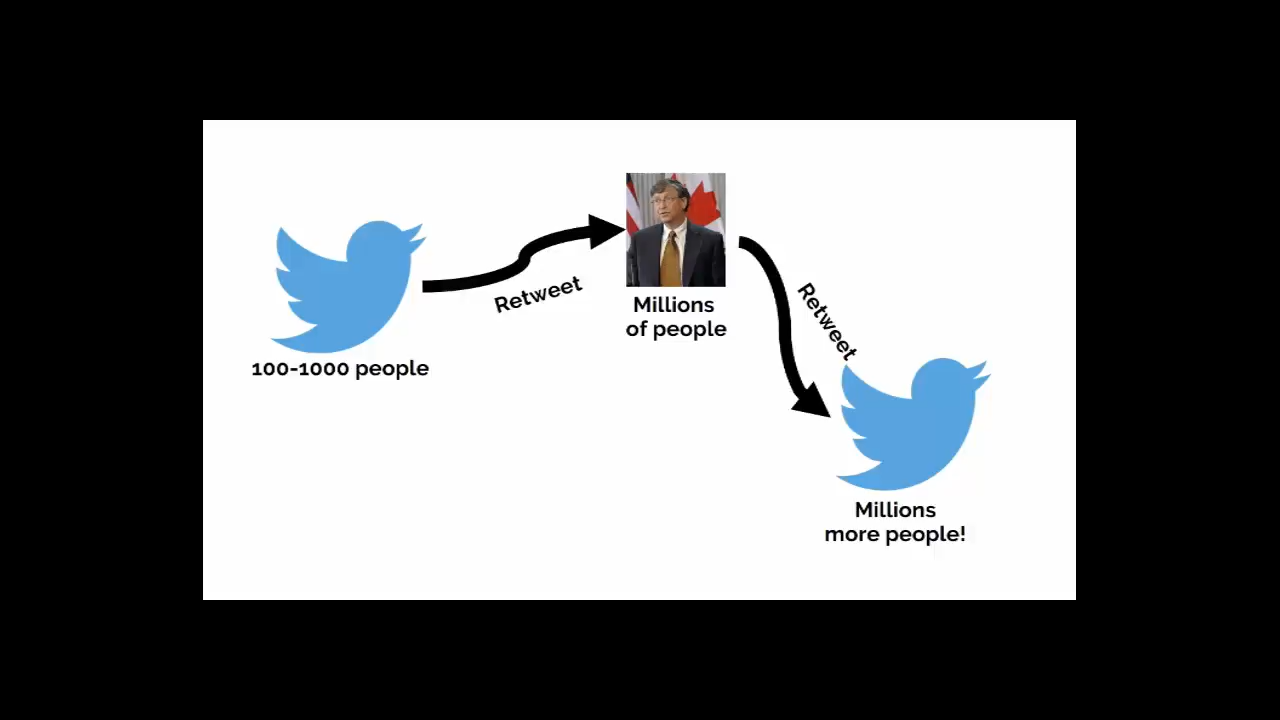 100-1000 people
Retweet
Millions
of people
Retweet
Millions
more people!